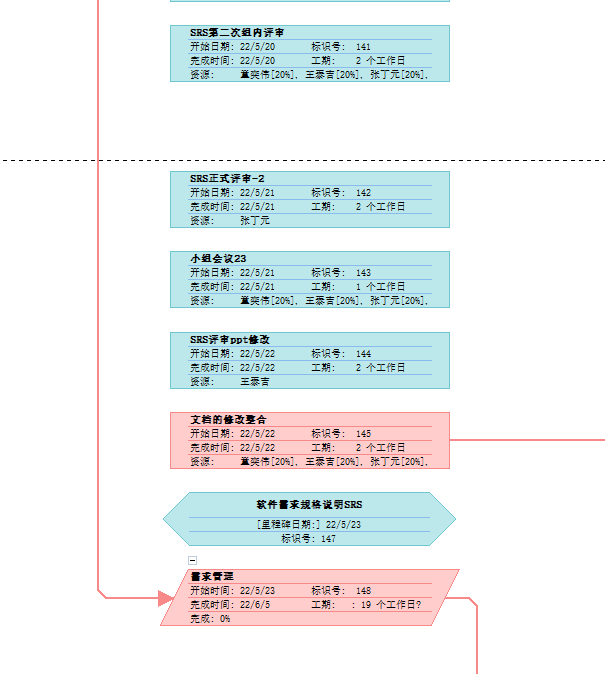 SRS第二次组内评审
开始日期: 22/5/20 标识号: 141
完成时间: 22/5/20 工期: 2 个工作日
资源: 童奕伟[20%], 王泰吉[20%], 张丁元[20%],
SRS正式评审-2
开始日期: 22/5/21 标识号: 142
完成时间: 22/5/21 工期: 2 个工作日
资源: 张丁元
小组会议23
开始日期: 22/5/21 标识号: 143
完成时间: 22/5/21 工期: 1 个工作日
资源: 童奕伟[20%], 王泰吉[20%], 张丁元[20%],
SRS评审ppt修改
开始日期: 22/5/22 标识号: 144
完成时间: 22/5/22 工期: 2 个工作日
资源: 王泰吉
文档的修改整合
开始日期: 22/5/22 标识号: 145
完成时间: 22/5/22 工期: 2 个工作日
资源: 童奕伟[20%], 王泰吉[20%], 张丁元[20%],
软件需求规格说明SRS
[里程碑日期:] 22/5/23
标识号: 147
需求管理
开始时间: 22/5/23 标识号: 148
完成时间: 22/6/5 工期: : 19 个工作日?
完成: 0%